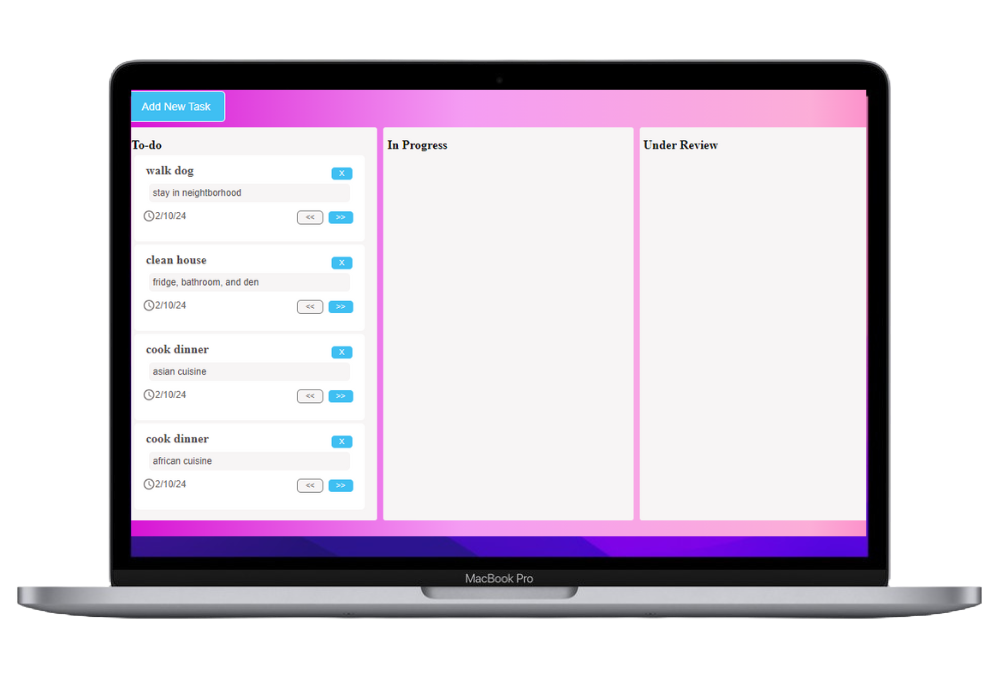 Add New Task
To-do
walk dog
X
stay in neightborhood
2/10/24 << >>
clean house
X
fridge, bathroom, and den
2/10/24 << >>
cook dinner
X
asian cuisine
2/10/24 << >>
cook dinner
X
african cuisine
2/10/24 << >>
In Progress
Under Review
MacBook Pro